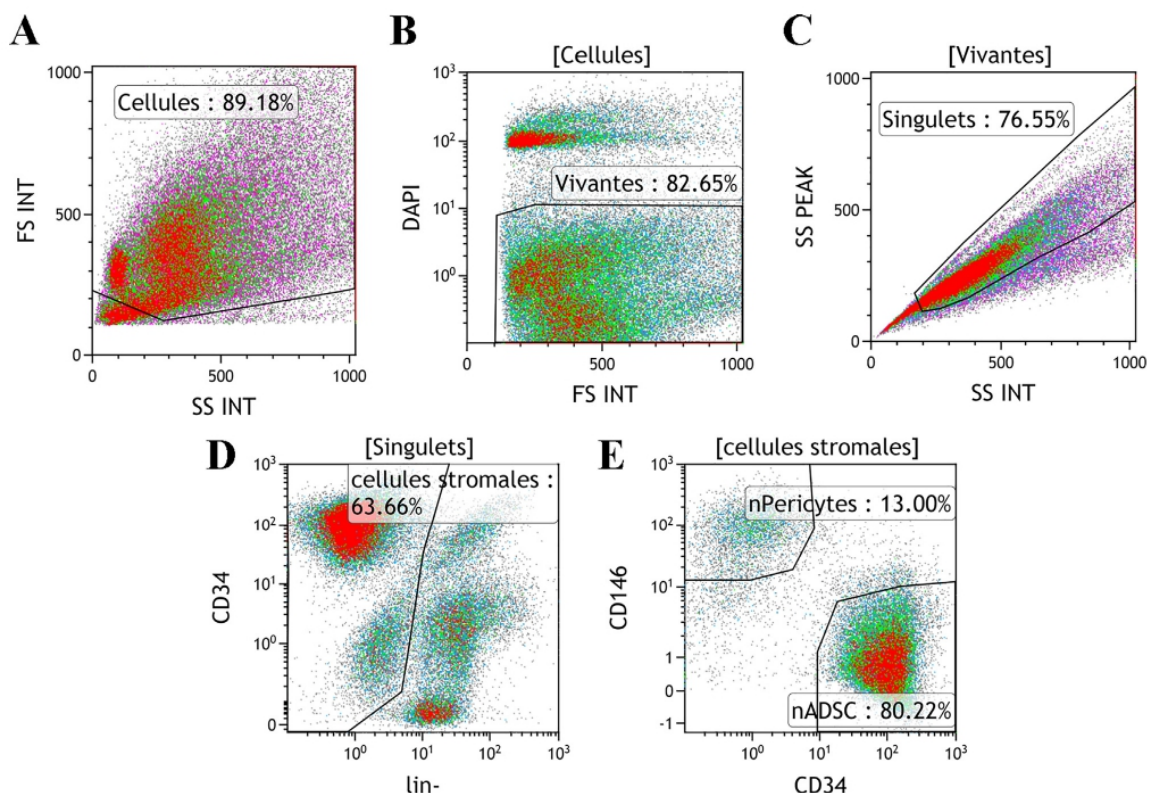 A
Cellules : 89.18%
FS INT
1000
500
0
0
500
1000
SS INT
B
[Cellules]
Vivantes : 82.65%
DAPI
10³
10²
10¹
10⁰
0
500
1000
FS INT
C
[Vivantes]
Singulets : 76.55%
SS PEAK
1000
500
0
0
500
1000
SS INT
D
[Singulets]
cellules stromales :
63.66%
CD34
10³
10²
10¹
10⁰
0
10⁰
10¹
10²
10³
lin-
E
[cellules stromales]
nPericytes : 13.00%
nADSC : 80.22%
CD146
10³
10²
10¹
1
0
-1
10⁰
10¹
10²
10³
CD34